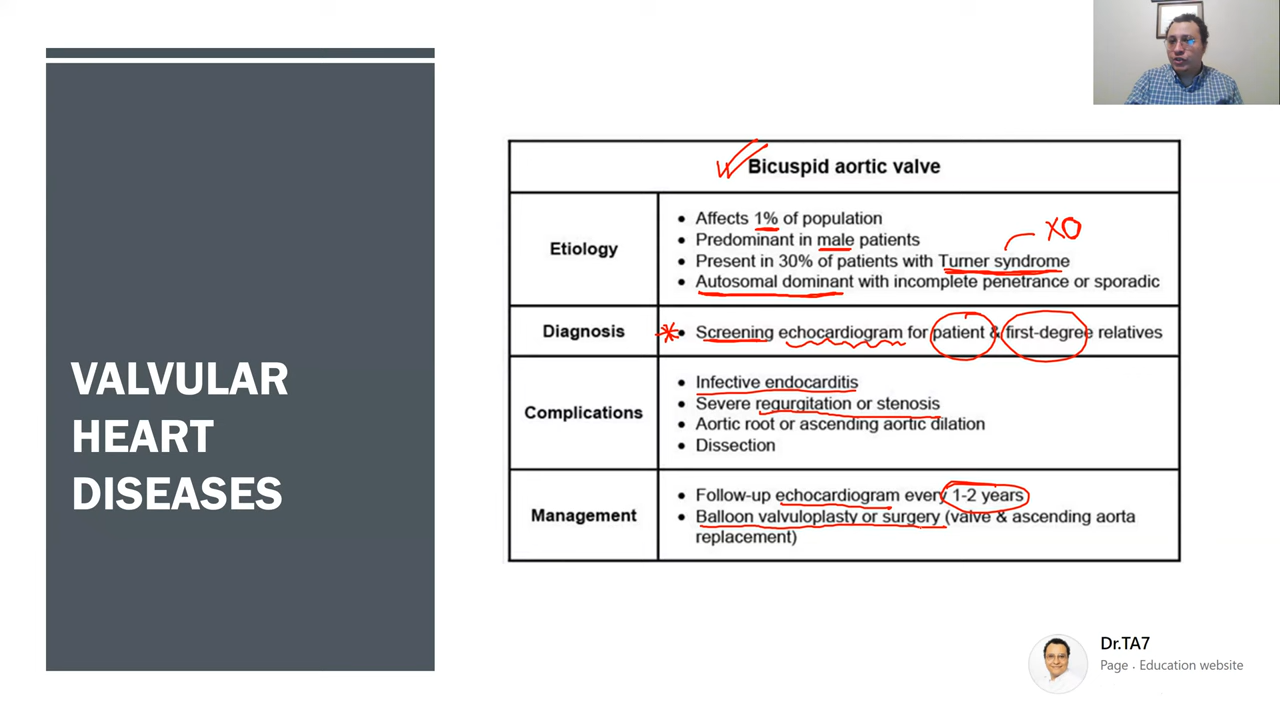 VALVULAR
HEART
DISEASES
Bicuspid aortic valve
Etiology
• Affects 1% of population
• Predominant in male patients
XO
• Present in 30% of patients with Turner syndrome
• Autosomal dominant with incomplete penetrance or sporadic
Diagnosis
* • Screening echocardiogram for patient & first-degree relatives
Complications
• Infective endocarditis
• Severe regurgitation or stenosis
• Aortic root or ascending aortic dilation
• Dissection
Management
• Follow-up echocardiogram every 1-2 years
• Balloon valvuloplasty or surgery (valve & ascending aorta
replacement)
Dr.TA7
Page · Education website